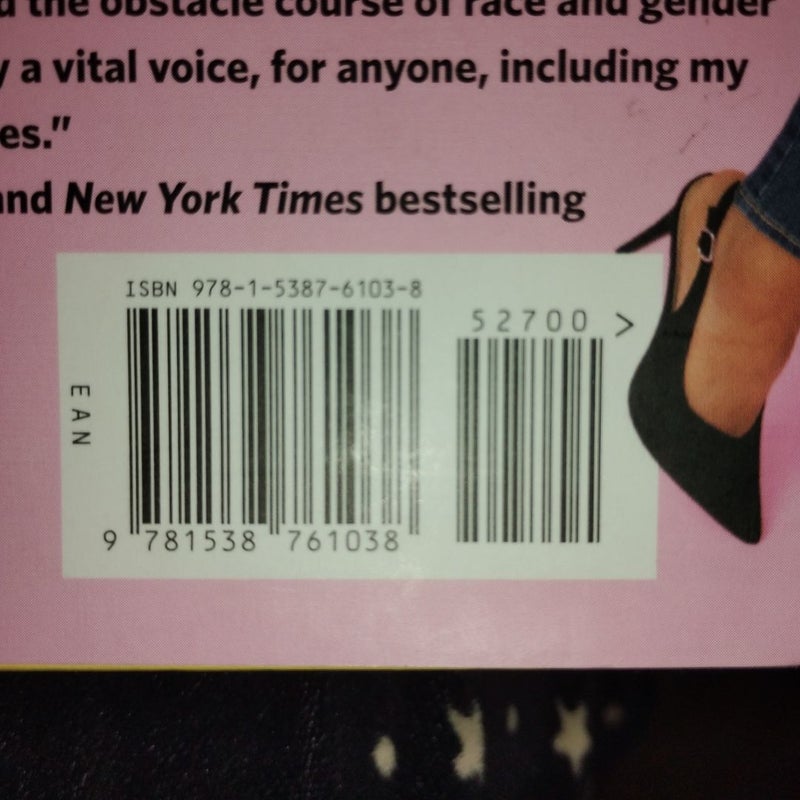 d the obstacle course of race and gender
y a vital voice, for anyone, including my
es."
and New York Times bestselling
ISBN 978-1-5387-6103-8
52700 >
EAN
9 781538 761038